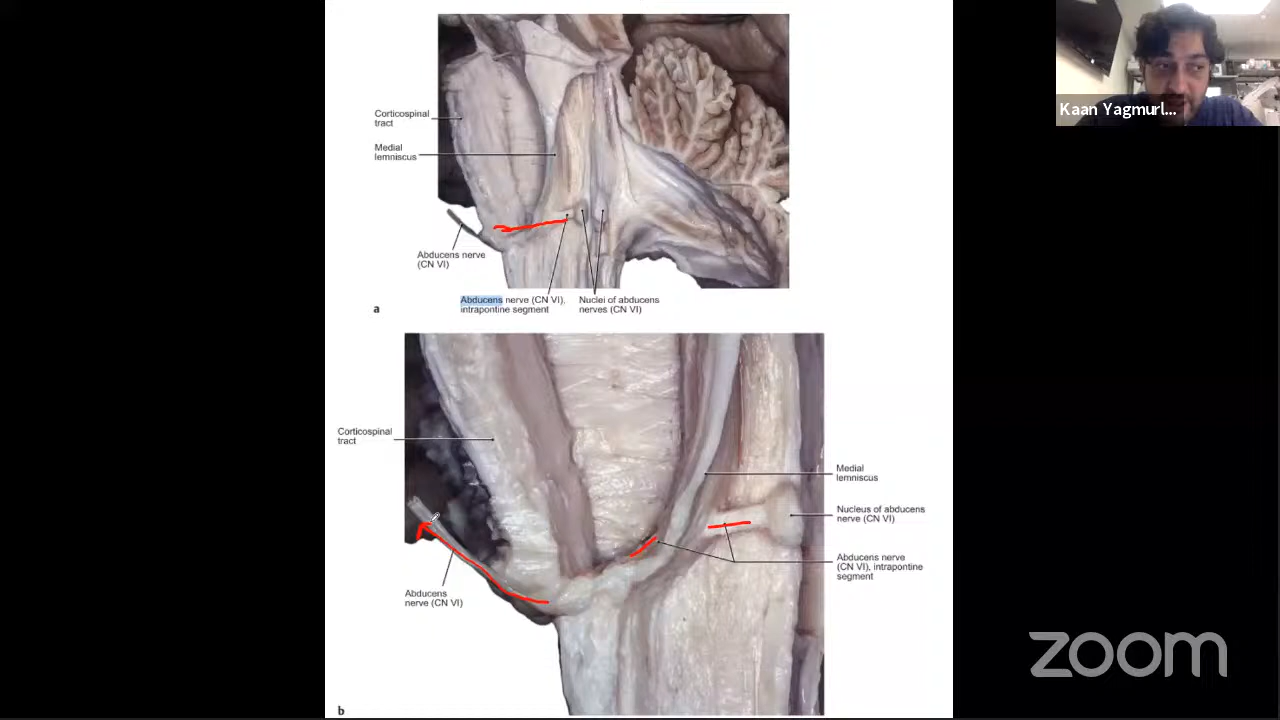 Kaan Yagmurl...
Corticospinal
tract
Medial
lemniscus
Abducens nerve
(CN VI)
Abducens nerve (CN VI),
intrapontine segment
Nuclei of abducens
nerves (CN VI)
a
Corticospinal
tract
Medial
lemniscus
Nucleus of abducens
nerve (CN VI)
Abducens nerve
(CN VI), intrapontine
segment
Abducens
nerve (CN VI)
zoom
b